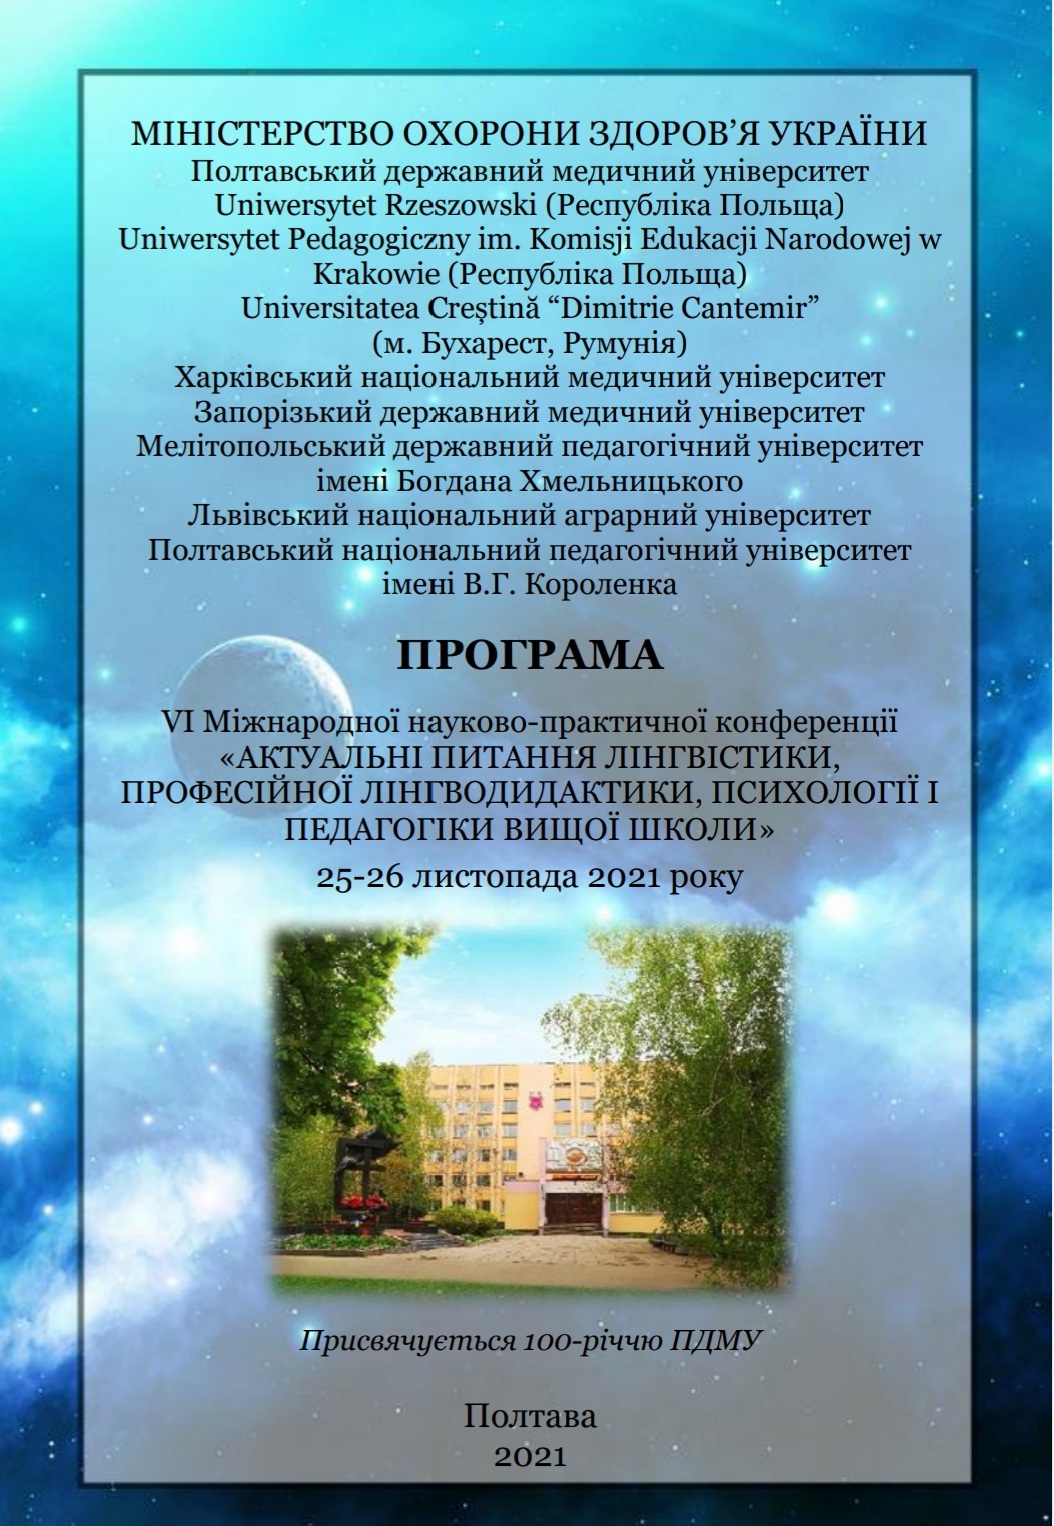 МІНІСТЕРСТВО ОХОРОНИ ЗДОРОВ’Я УКРАЇНИ
Полтавський державний медичний університет
Uniwersytet Rzeszowski (Республіка Польща)
Uniwersytet Pedagogiczny im. Komisji Edukacji Narodowej w
Krakowie (Республіка Польща)
Universitatea Creștină “Dimitrie Cantemir”
(м. Бухарест, Румунія)
Харківський національний медичний університет
Запорізький державний медичний університет
Мелітопольський державний педагогічний університет
імені Богдана Хмельницького
Львівський національний аграрний університет
Полтавський національний педагогічний університет
імені В.Г. Короленка
ПРОГРАМА
VI Міжнародної науково-практичної конференції
«АКТУАЛЬНІ ПИТАННЯ ЛІНГВІСТИКИ,
ПРОФЕСІЙНОЇ ЛІНГВОДИДАКТИКИ, ПСИХОЛОГІЇ І
ПЕДАГОГІКИ ВИЩОЇ ШКОЛИ»
25-26 листопада 2021 року
Присвячується 100-річчю ПДМУ
Полтава
2021